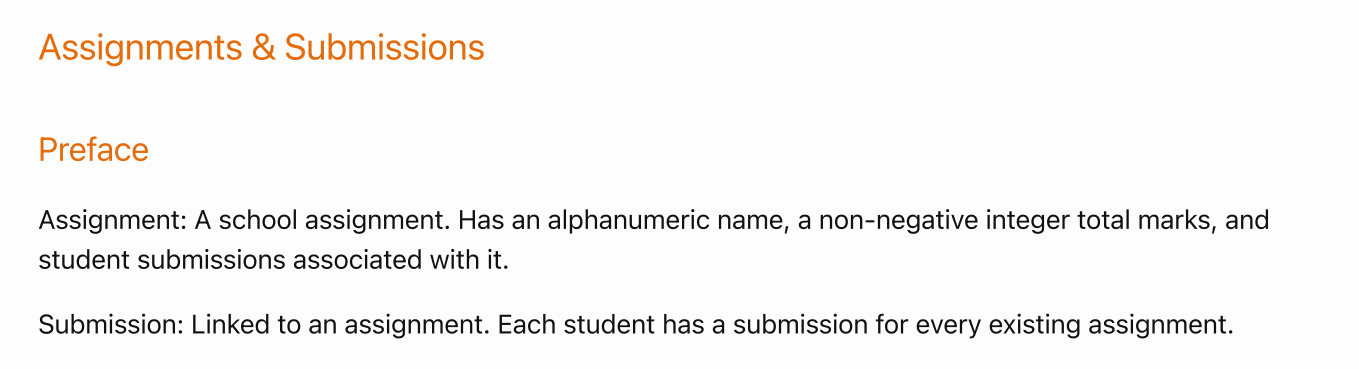 Assignments & Submissions
Preface
Assignment: A school assignment. Has an alphanumeric name, a non-negative integer total marks, and
student submissions associated with it.
Submission: Linked to an assignment. Each student has a submission for every existing assignment.